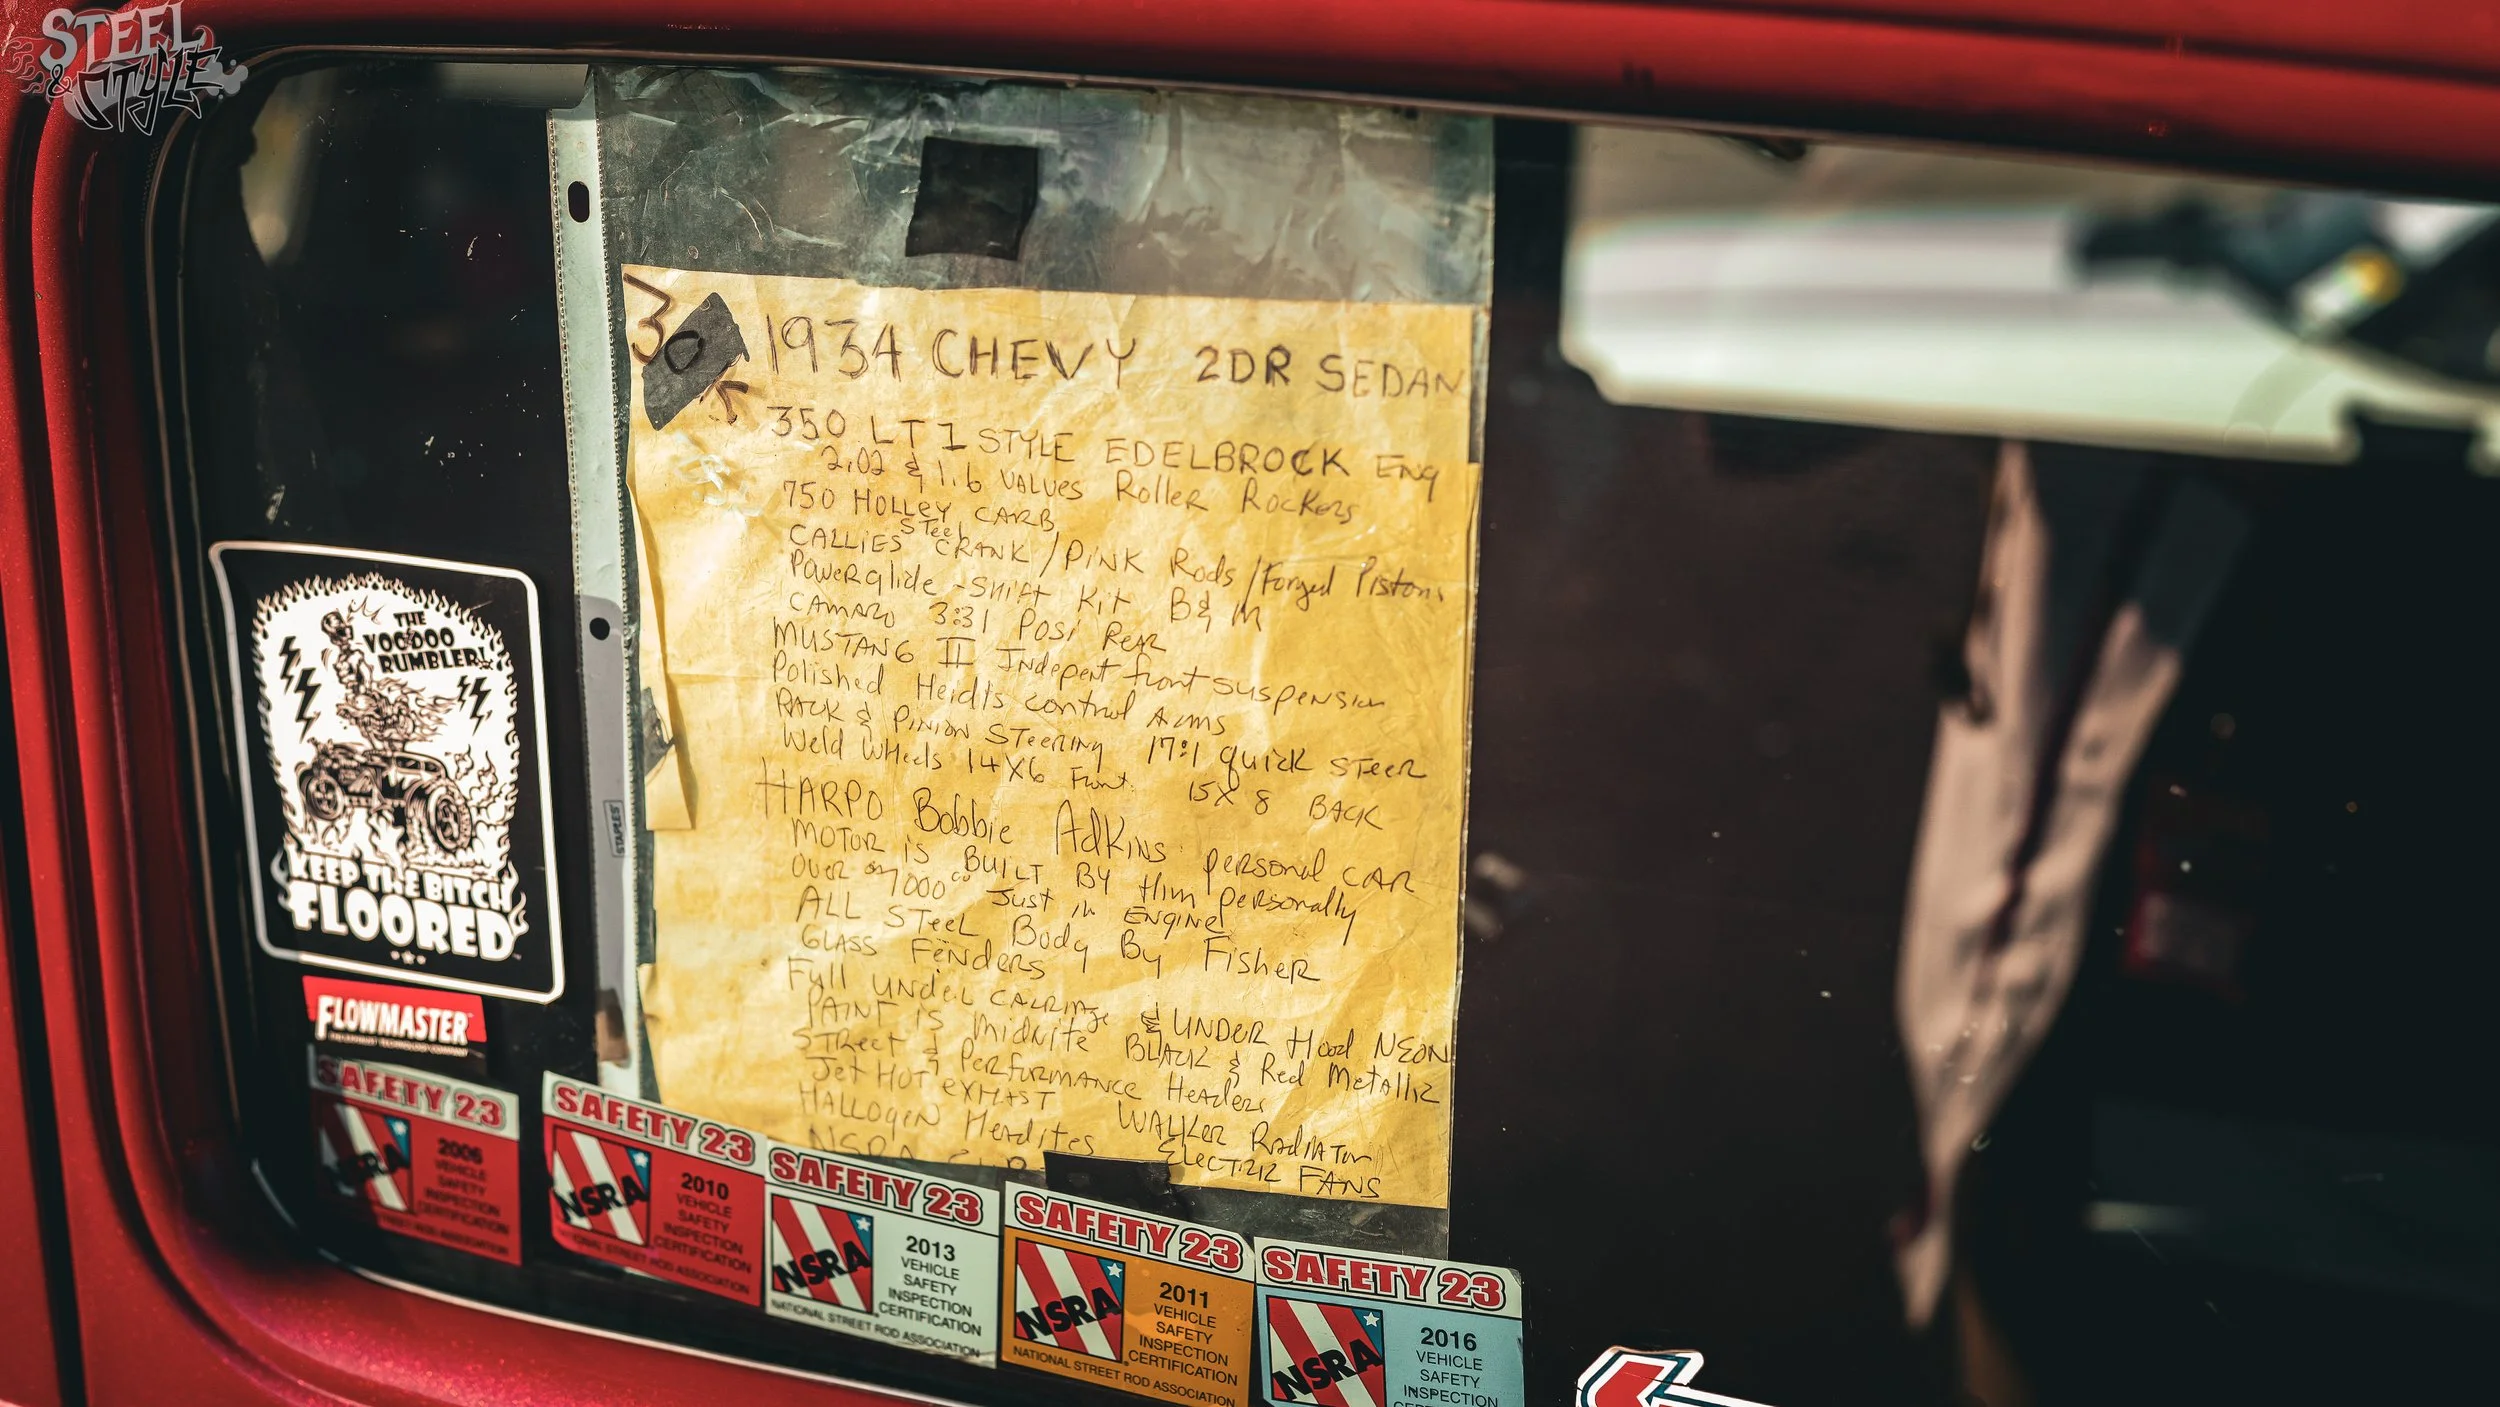 STEEL
& STYLE
30
1934 CHEVY 2DR SEDAN
350 LT1 STYLE EDELBROCK ENG
2.02 & 1.6 VALVES Roller Rockers
750 HOLLEY CARB
CALLIES Steel CRANK / PINK Rods / Forged Pistons
Powerglide - Shift Kit B & M
CAMARO 3:31 Posi Rear
MUSTANG II Indepent front suspension
Polished Heidts control Arms
RACK & PINION STEERING 17:1 quick STEER
Weld Wheels 14X6 Front 15X8 BACK
HARPO Bobbie Adkins personal CAR
MOTOR is BUILT BY Him Personally
over 7000 Just in ENGINE
ALL STeel Body By Fisher
GLASS FENDERS
Full under & UNDER Hood NEON
PAINT is Midnite BLACK & Red Metallic
STReet & Performance Headers
Jet HOT eXHAST WALKER Radiator
HALLOGEN Headlites Electric FANS
NSRA
STAPLES
THE
VOODOO
RUMBLER!
KEEP THE BITCH
FLOORED
FLOWMASTER
SAFETY 23
NSRA
2006
VEHICLE
SAFETY
INSPECTION
CERTIFICATION
NATIONAL STREET ROD ASSOCIATION
SAFETY 23
NSRA
2010
VEHICLE
SAFETY
INSPECTION
CERTIFICATION
NATIONAL STREET ROD ASSOCIATION
SAFETY 23
NSRA
2013
VEHICLE
SAFETY
INSPECTION
CERTIFICATION
NATIONAL STREET ROD ASSOCIATION
SAFETY 23
NSRA
2011
VEHICLE
SAFETY
INSPECTION
CERTIFICATION
NATIONAL STREET ROD ASSOCIATION
SAFETY 23
NSRA
2016
VEHICLE
SAFETY
INSPECTION